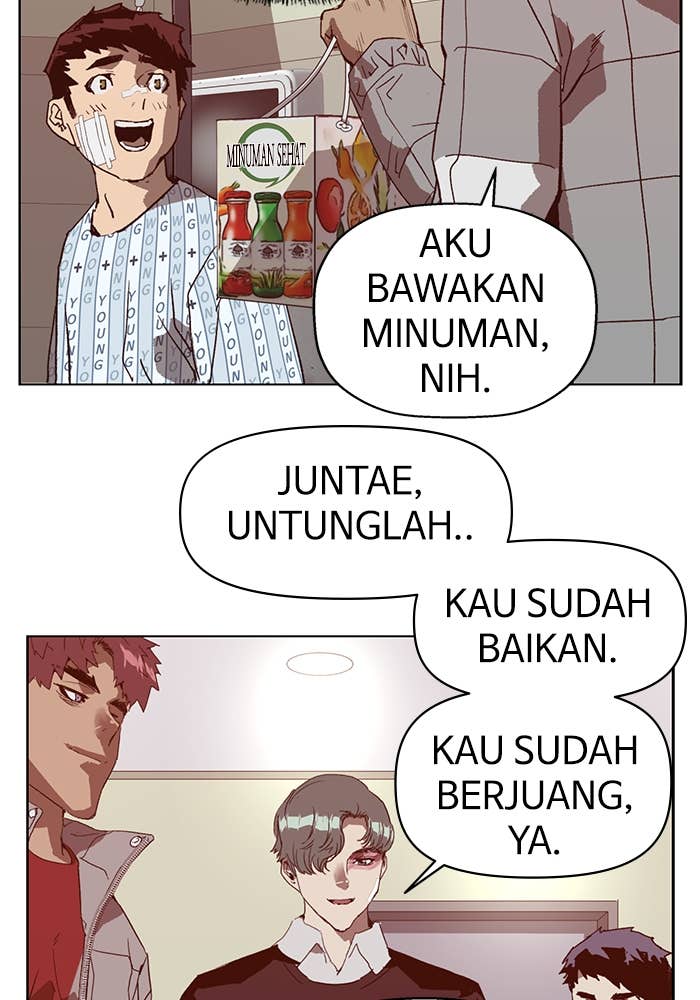 MINUMAN SEHAT
AKU
BAWAKAN
MINUMAN,
NIH.
JUNTAE,
UNTUNGLAH..
KAU SUDAH
BAIKAN.
KAU SUDAH
BERJUANG,
YA.